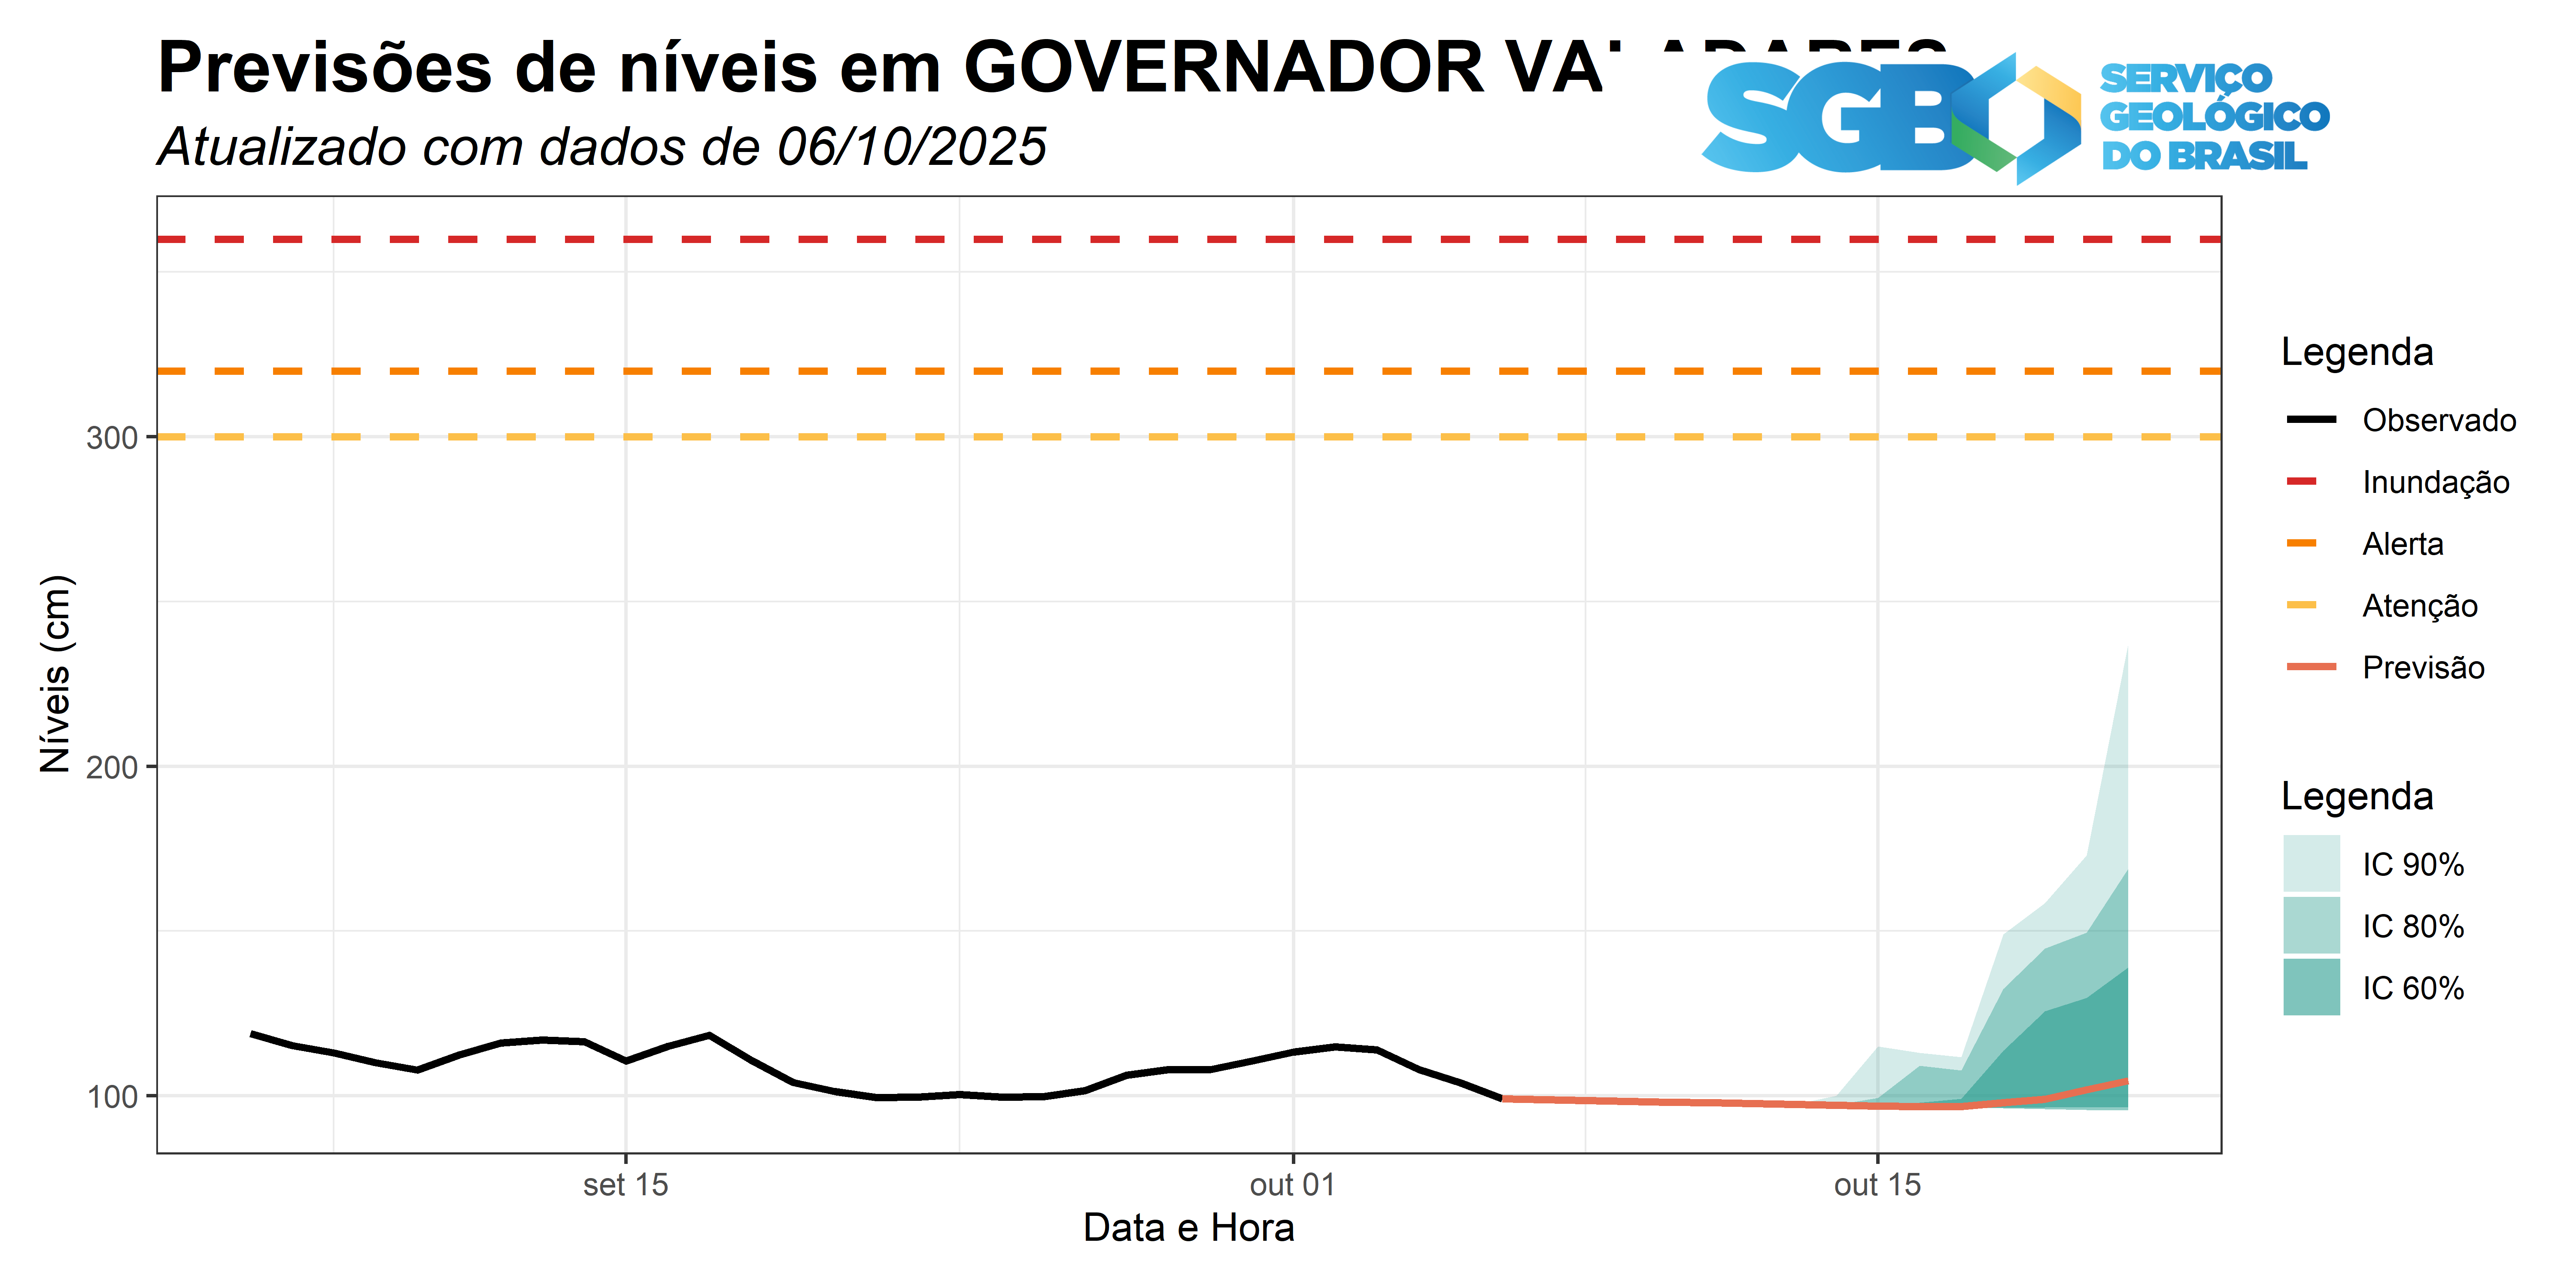 Previsões de níveis em GOVERNADOR
Atualizado com dados de 06/10/2025
SGB
SERVIÇO
GEOLÓGICO
DO BRASIL
Níveis (cm)
300
200
100
set 15
out 01
out 15
Data e Hora
Legenda
Observado
Inundação
Alerta
Atenção
Previsão
Legenda
IC 90%
IC 80%
IC 60%